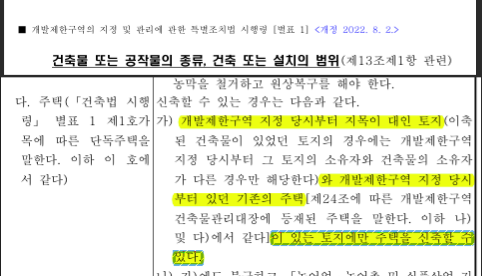 ■ 개발제한구역의 지정 및 관리에 관한 특별조치법 시행령 [별표 1] <개정 2022. 8. 2.>
건축물 또는 공작물의 종류, 건축 또는 설치의 범위(제13조제1항 관련)
농막을 철거하고 원상복구를 해야 한다.
다. 주택(「건축법 시행령」 별표 1 제1호가목에 따른 단독주택을 말한다. 이하 이 호에서 같다)
신축할 수 있는 경우는 다음과 같다.
가) 개발제한구역 지정 당시부터 지목이 대인 토지(이축
된 건축물이 있었던 토지의 경우에는 개발제한구역
지정 당시부터 그 토지의 소유자와 건축물의 소유자
가 다른 경우만 해당한다)와 개발제한구역 지정 당시
부터 있던 기존의 주택[제24조에 따른 개발제한구역
건축물관리대장에 등재된 주택을 말한다. 이하 나)
및 다)에서 같다]이 있는 토지에만 주택을 신축할 수
있다.